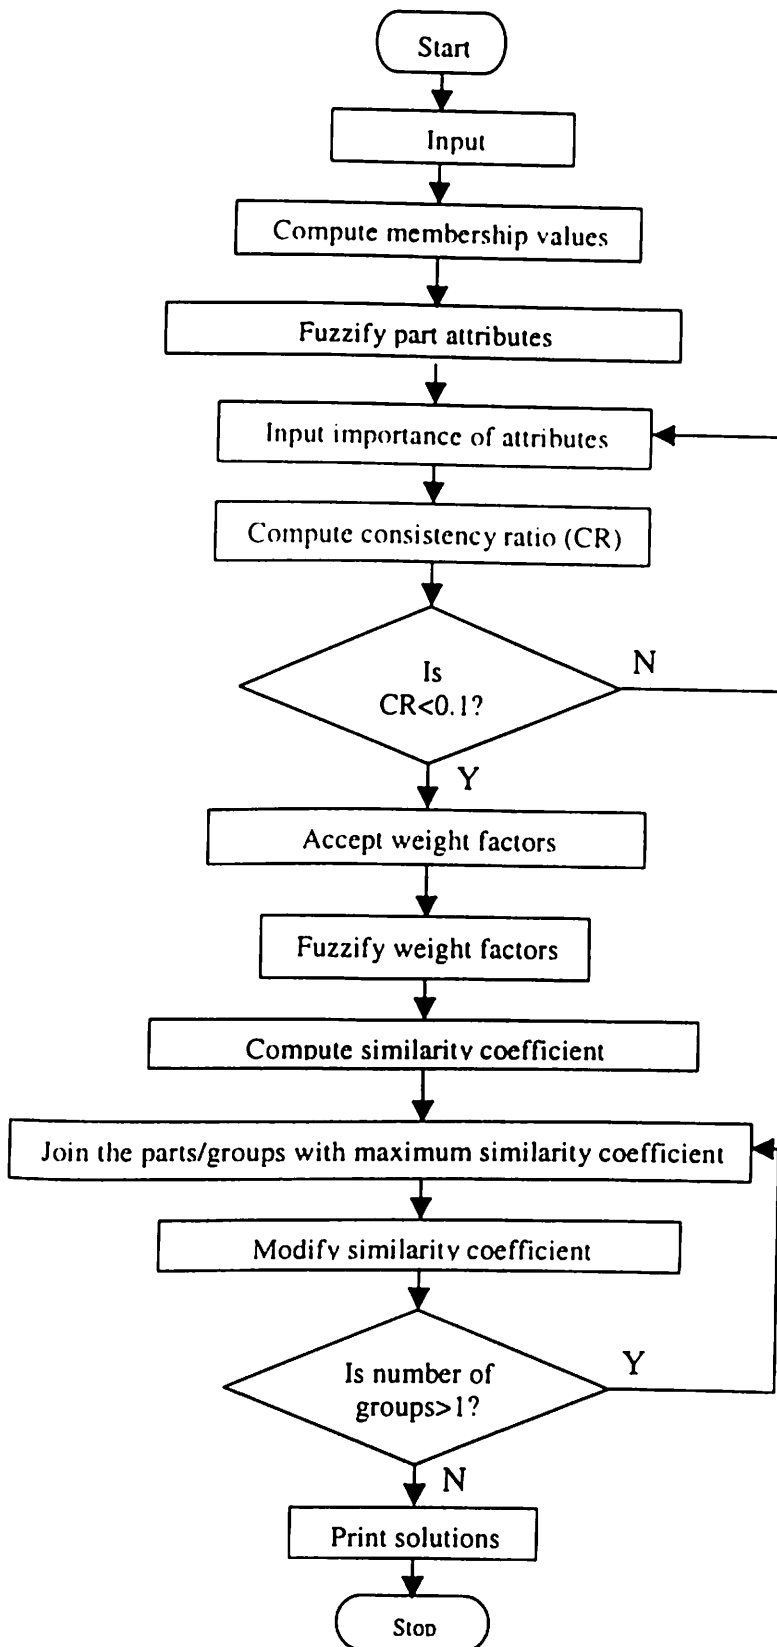 Start
Input
Compute membership values
Fuzzify part attributes
Input importance of attributes
Compute consistency ratio (CR)
Is
CR<0.1?
N
Y
Accept weight factors
Fuzzify weight factors
Compute similarity coefficient
Join the parts/groups with maximum similarity coefficient
Modify similarity coefficient
Is number of
groups>1?
Y
N
Print solutions
Stop